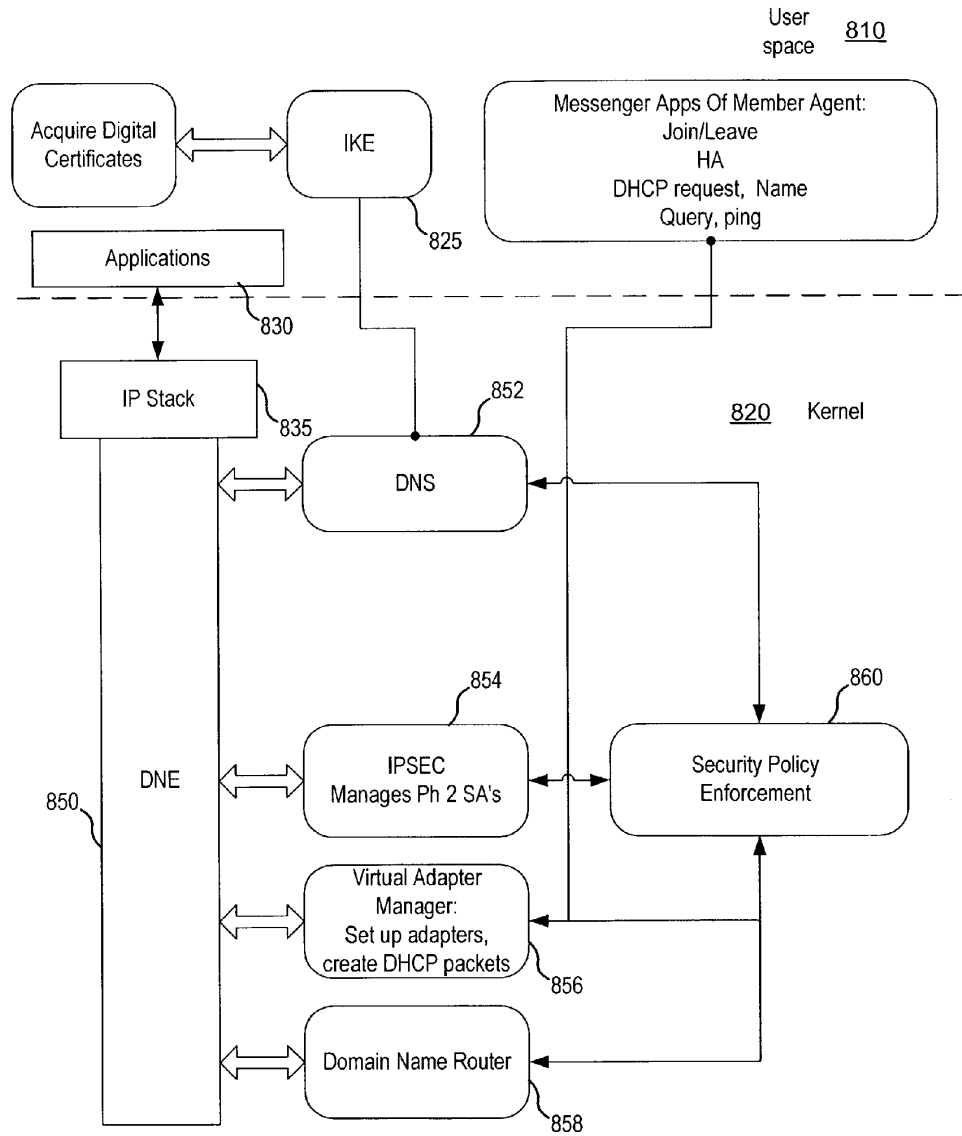 User
space 810
Acquire Digital
Certificates
IKE
825
Messenger Apps Of Member Agent:
Join/Leave
HA
DHCP request, Name
Query, ping
Applications
830
IP Stack
835
852
820 Kernel
DNS
854
860
IPSEC
Manages Ph 2 SA's
Security Policy
Enforcement
DNE
850
Virtual Adapter
Manager:
Set up adapters,
create DHCP packets
856
Domain Name Router
858